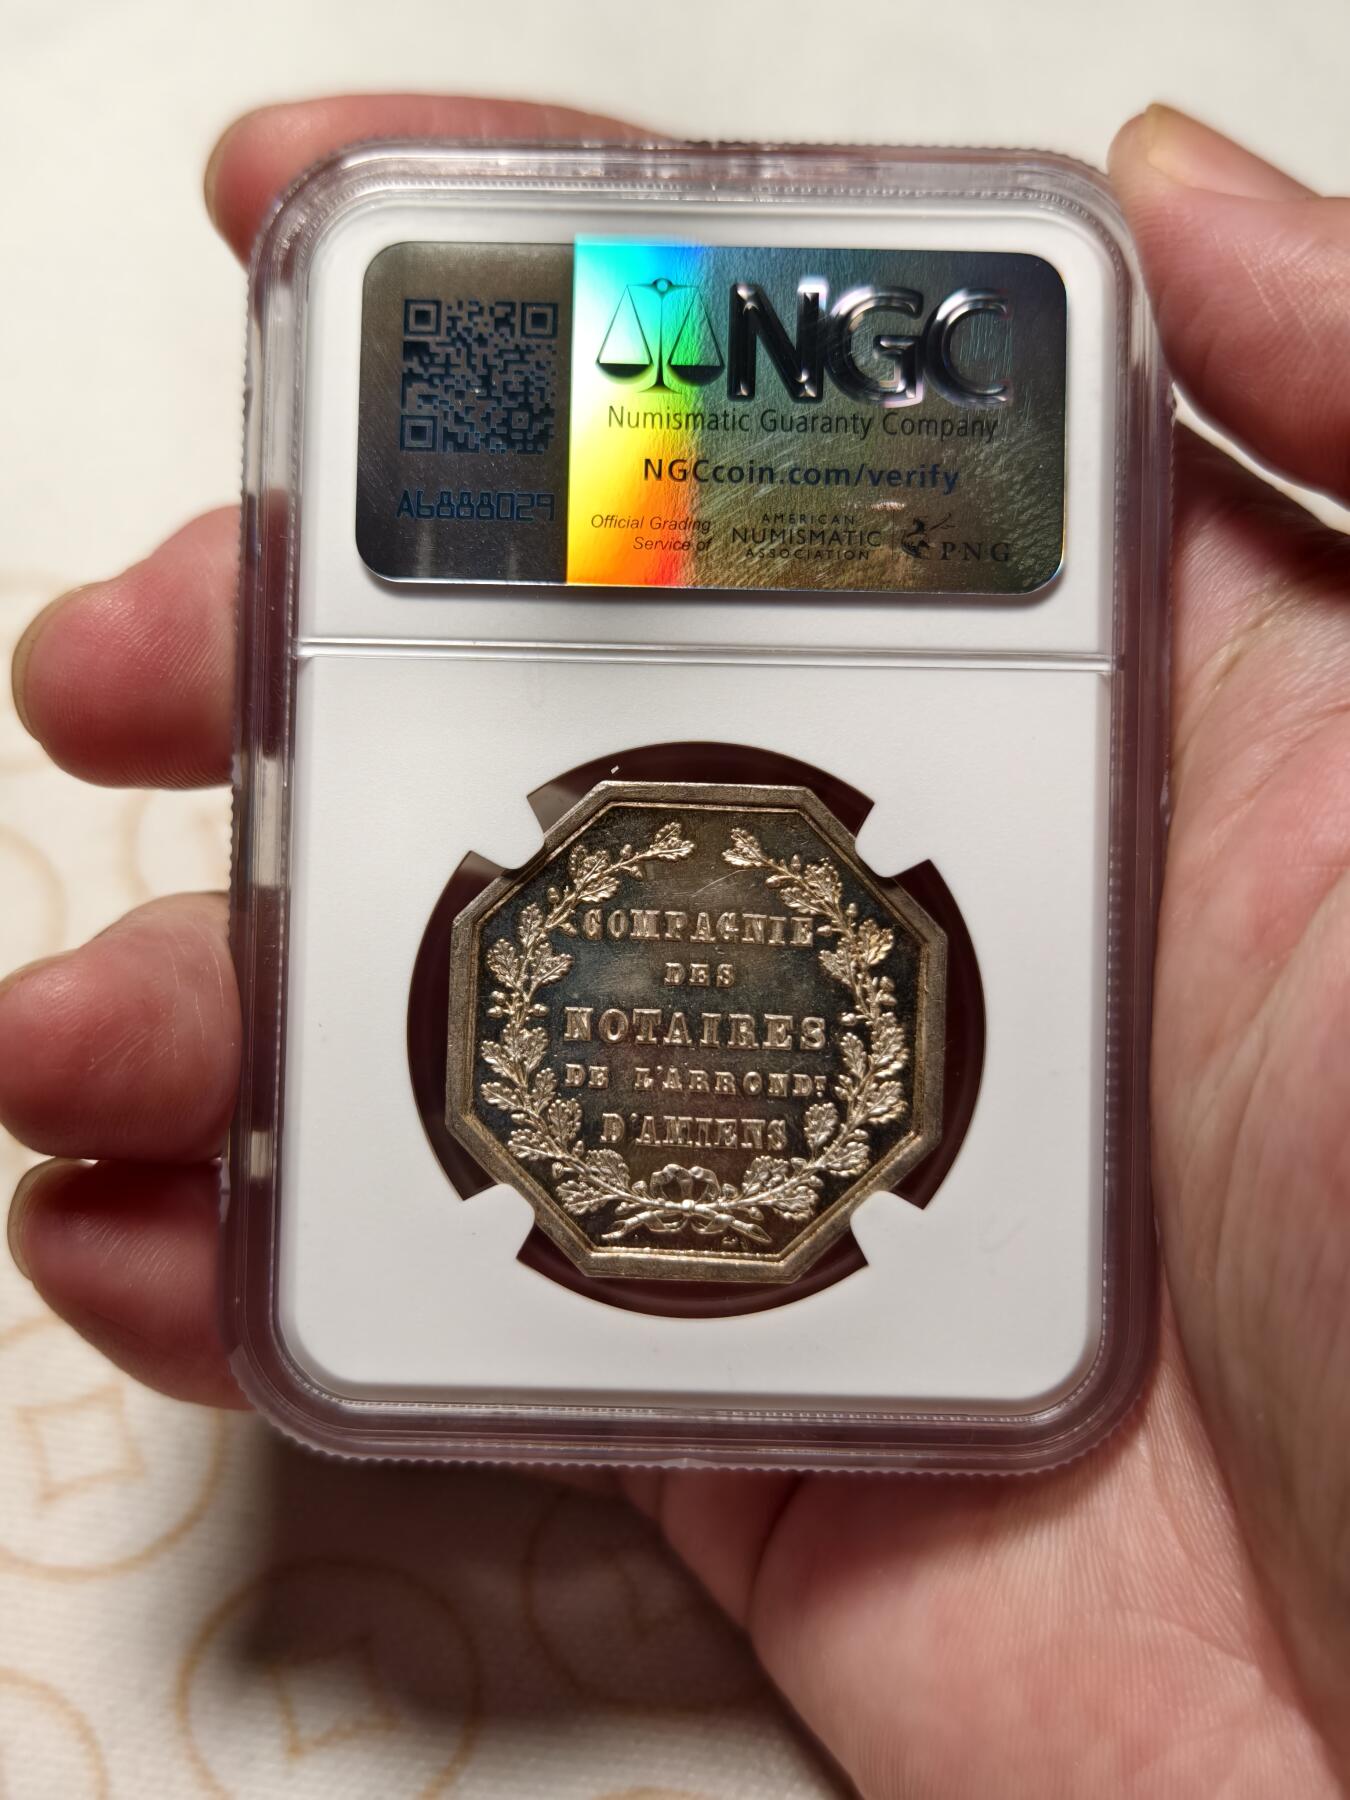 NGC
Numismatic Guaranty Company
NGCcoin.com/verify
A6888029
Official Grading
Service of
AMERICAN
NUMISMATIC
ASSOCIATION
PNG
COMPAGNIE
DES
NOTAIRES
DE L'ARRONDT
D'AMIENS